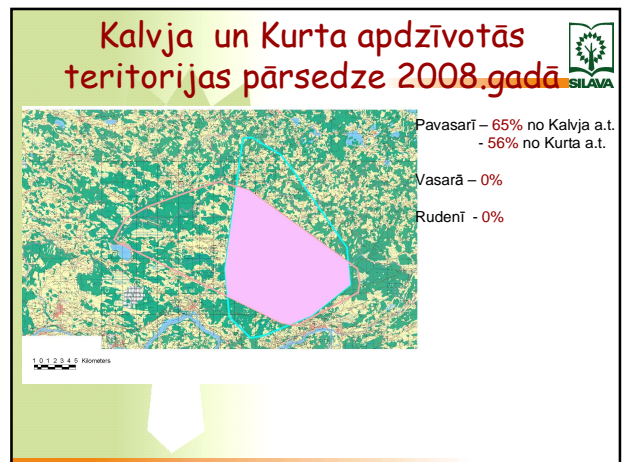 Kalvja un Kurta apdzīvotās
teritorijas pārsedze 2008.gadā
SILAVA
Pavasarī – 65% no Kalvja a.t.
- 56% no Kurta a.t.
Vasarā – 0%
Rudenī - 0%
1 0 1 2 3 4 5 Kilometers